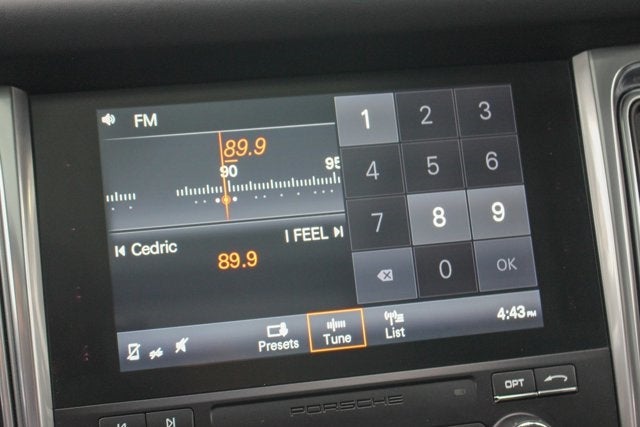 FM
89.9
90 95
Cedric I FEEL
89.9
1 2 3
4 5 6
7 8 9
0 OK
Presets Tune List 4:43PM
OPT
PORSCHE